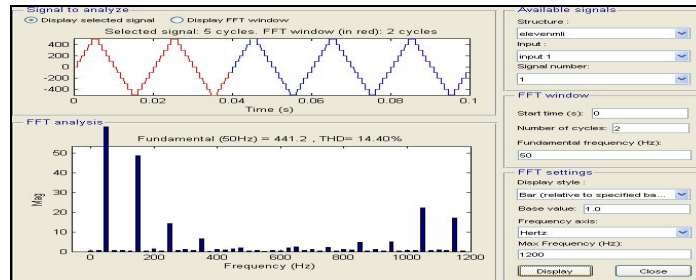 Signal to analyze
Display selected signal Display FFT window
Selected signal: 5 cycles. FFT window (in red): 2 cycles
400
200
0
-200
-400
0 0.02 0.04 0.06 0.08 0.1
Time (s)
FFT analysis
Fundamental (50Hz) = 441.2 , THD= 14.40%
50
40
30
20
10
0
Mag
0 200 400 600 800 1000 1200
Frequency (Hz)
Available signals
Structure :
elevenmli
Input :
input 1
Signal number:
1
FFT window
Start time (s): 0
Number of cycles: 2
Fundamental frequency (Hz):
50
FFT settings
Display style :
Bar (relative to specified ba...
Base value: 1.0
Frequency axis:
Hertz
Max Frequency (Hz):
1200
Display Close